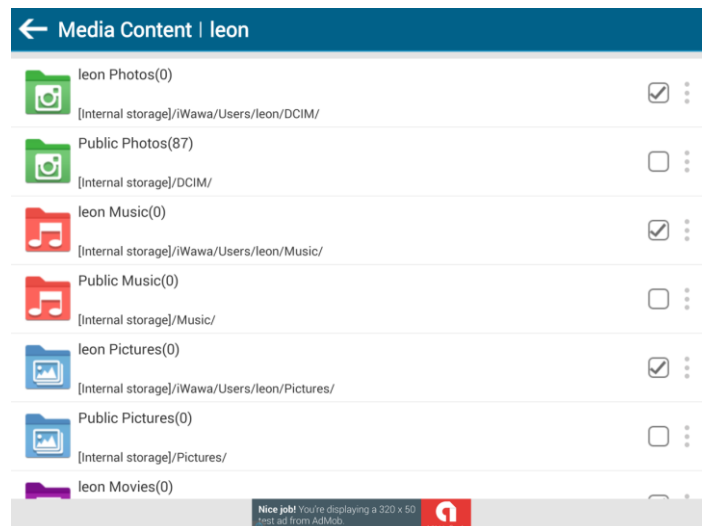 Media Content | leon
leon Photos(0)
[Internal storage]/iWawa/Users/leon/DCIM/
Public Photos(87)
[Internal storage]/DCIM/
leon Music(0)
[Internal storage]/iWawa/Users/leon/Music/
Public Music(0)
[Internal storage]/Music/
leon Pictures(0)
[Internal storage]/iWawa/Users/leon/Pictures/
Public Pictures(0)
[Internal storage]/Pictures/
leon Movies(0)
Nice job! You're displaying a 320 x 50
test ad from AdMob.